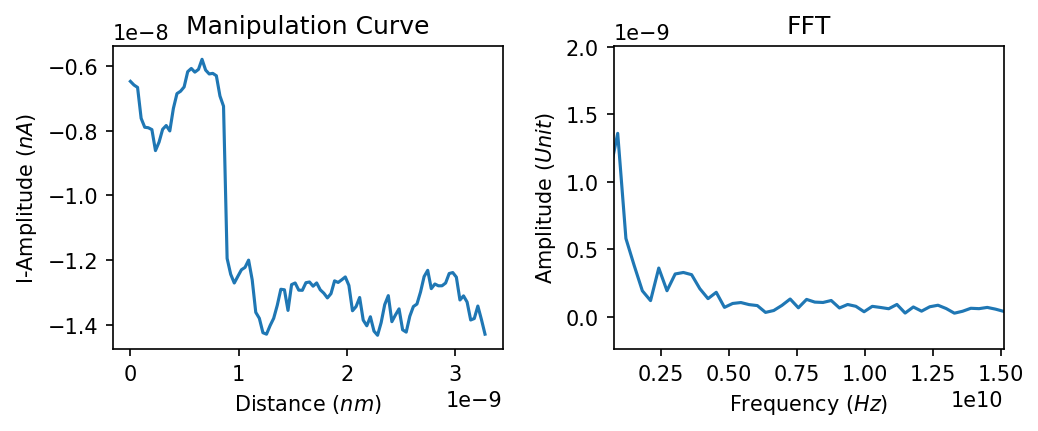 Manipulation Curve
1e−8
−0.6
−0.8
−1.0
−1.2
−1.4
I-Amplitude (nA)
0 1 2 3
1e−9
Distance (nm)
FFT
1e−9
2.0
1.5
1.0
0.5
0.0
Amplitude (Unit)
0.25 0.50 0.75 1.00 1.25 1.50
1e10
Frequency (Hz)